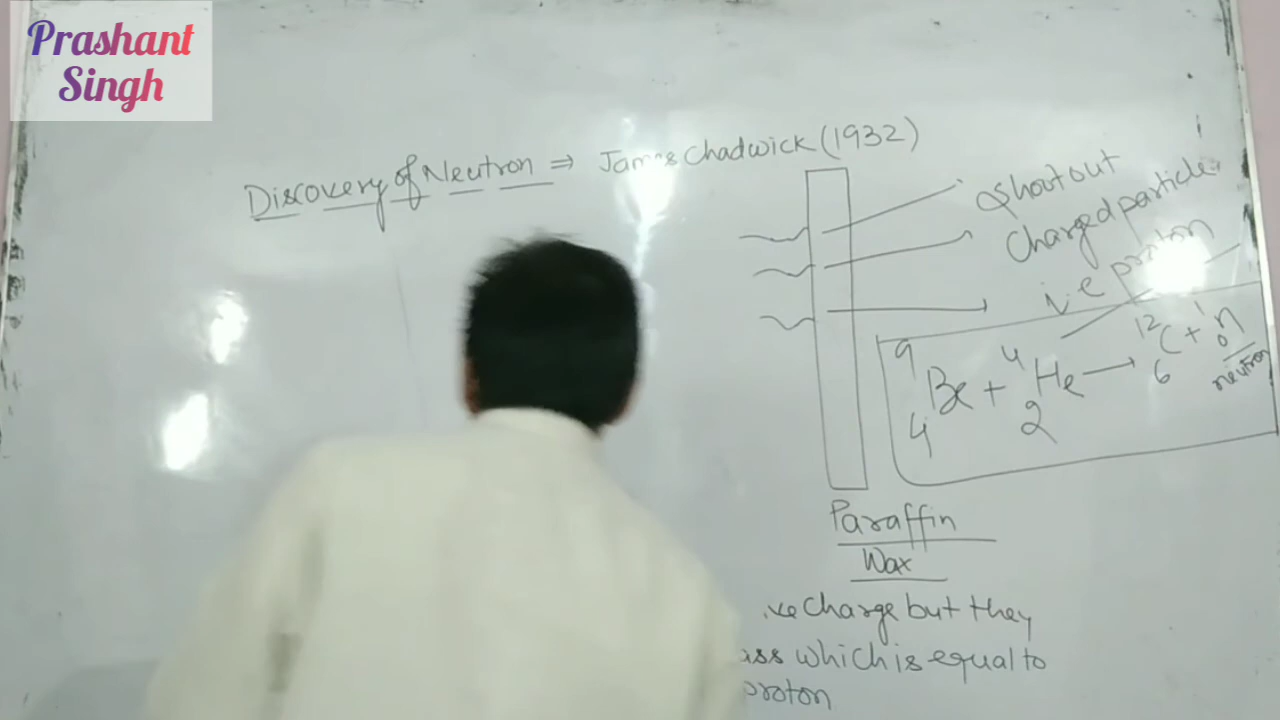 Prashant
Singh
Discovery of Neutron ⇒ James Chadwick (1932)
shoot out
Charged particle
i.e proton
9 4 Be + 4 2 He → 12 6 C + 1 0 n
neutron
Paraffin
Wax
ve Charge but they
ass which is equal to
proton